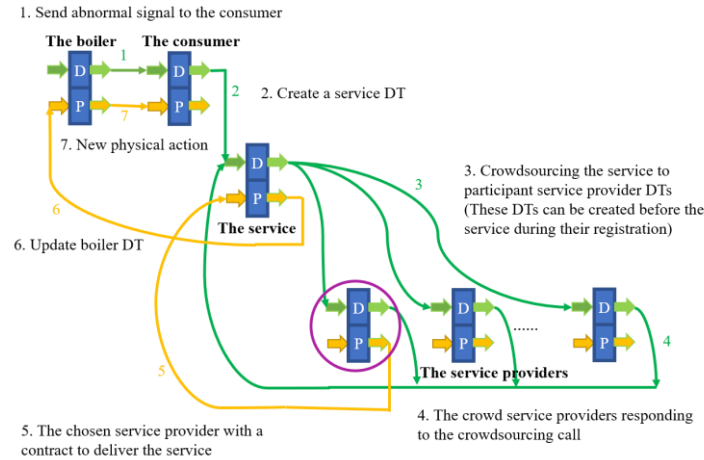 1. Send abnormal signal to the consumer
The boiler
The consumer
1
D
D
P
P
7
2
2. Create a service DT
7. New physical action
D
P
The service
3
3. Crowdsourcing the service to
participant service provider DTs
(These DTs can be created before the
service during their registration)
6
6. Update boiler DT
D
D
D
......
P
P
P
4
5
The service providers
4. The crowd service providers responding
to the crowdsourcing call
5. The chosen service provider with a
contract to deliver the service